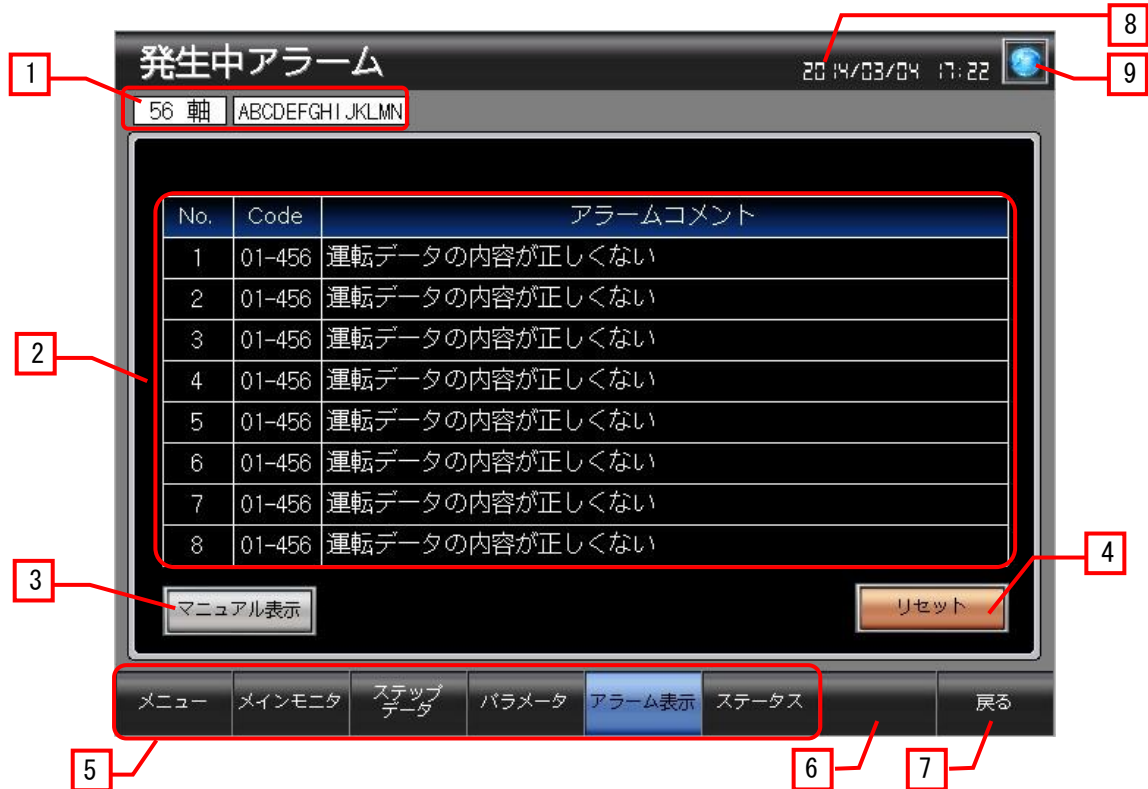 8
発生中アラーム
2014/03/04 17:22
1
9
56 軸
ABCDEFGHIJKLMN
No. Code アラームコメント
1 01-456 運転データの内容が正しくない
2 01-456 運転データの内容が正しくない
3 01-456 運転データの内容が正しくない
2
4 01-456 運転データの内容が正しくない
5 01-456 運転データの内容が正しくない
6 01-456 運転データの内容が正しくない
7 01-456 運転データの内容が正しくない
8 01-456 運転データの内容が正しくない
4
3
マニュアル表示
リセット
メニュー
メインモニタ
ステップ
データ
パラメータ
アラーム表示
ステータス
戻る
5
6
7